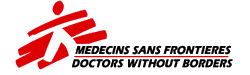 MEDECINS SANS FRONTIERES
DOCTORS WITHOUT BORDERS